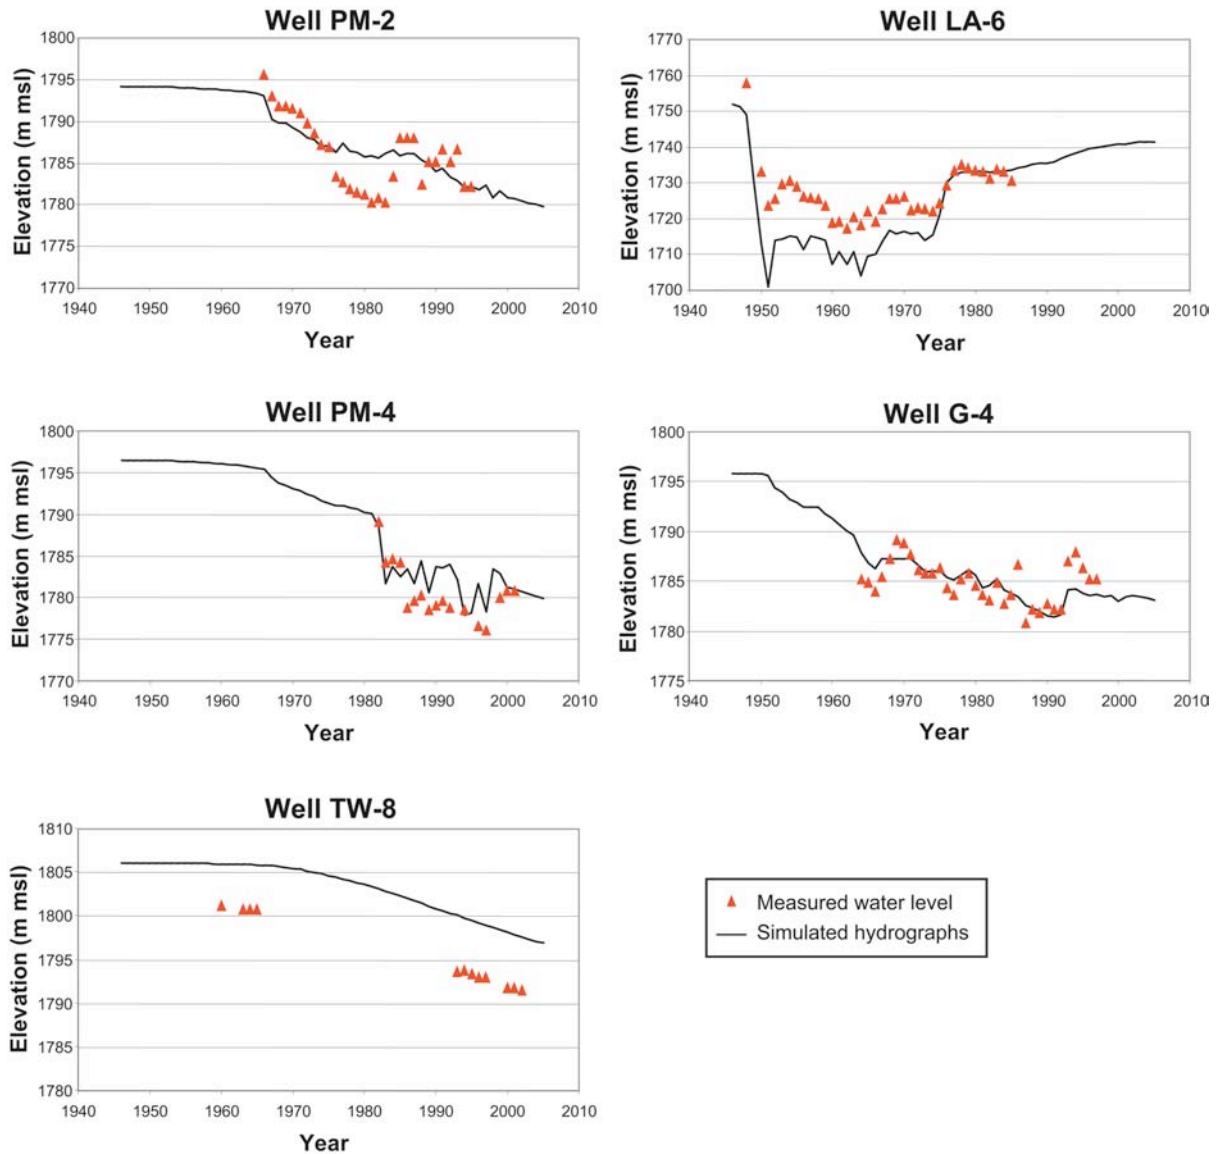 Well PM-2
Elevation (m msl)
1800
1795
1790
1785
1780
1775
1770
1940 1950 1960 1970 1980 1990 2000 2010
Year
Well LA-6
Elevation (m msl)
1770
1760
1750
1740
1730
1720
1710
1700
1940 1950 1960 1970 1980 1990 2000 2010
Year
Well PM-4
Elevation (m msl)
1800
1795
1790
1785
1780
1775
1770
1940 1950 1960 1970 1980 1990 2000 2010
Year
Well G-4
Elevation (m msl)
1800
1795
1790
1785
1780
1775
1940 1950 1960 1970 1980 1990 2000 2010
Year
Well TW-8
Elevation (m msl)
1810
1805
1800
1795
1790
1785
1780
1940 1950 1960 1970 1980 1990 2000 2010
Year
Measured water level
Simulated hydrographs